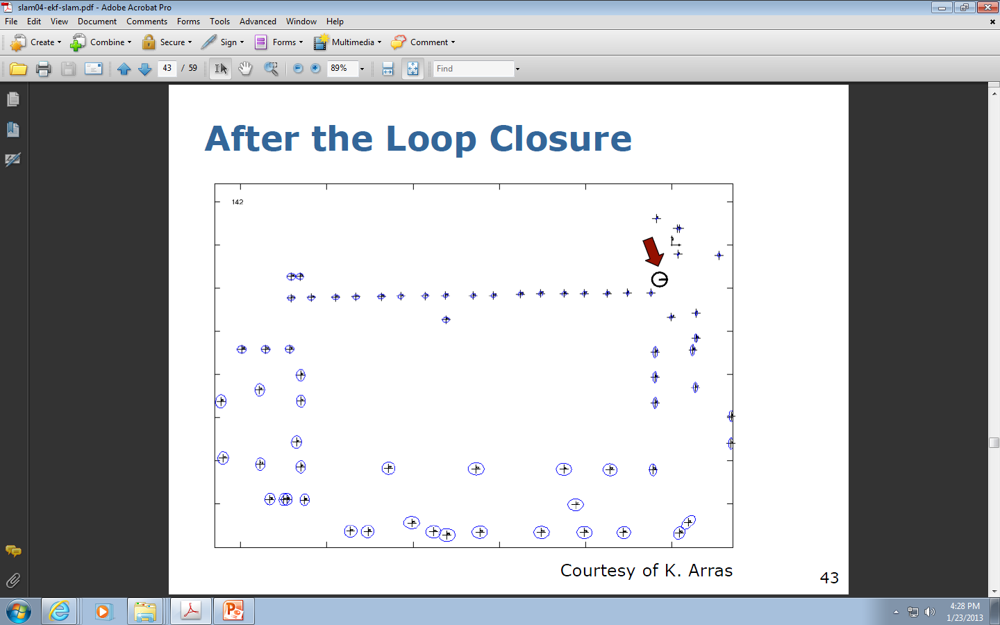 slam04-ekf-slam.pdf - Adobe Acrobat Pro
File Edit View Document Comments Forms Tools Advanced Window Help
Create Combine Secure Sign Forms Multimedia Comment
43 / 59 89% Find
After the Loop Closure
142
Courtesy of K. Arras
43
4:28 PM
1/23/2013